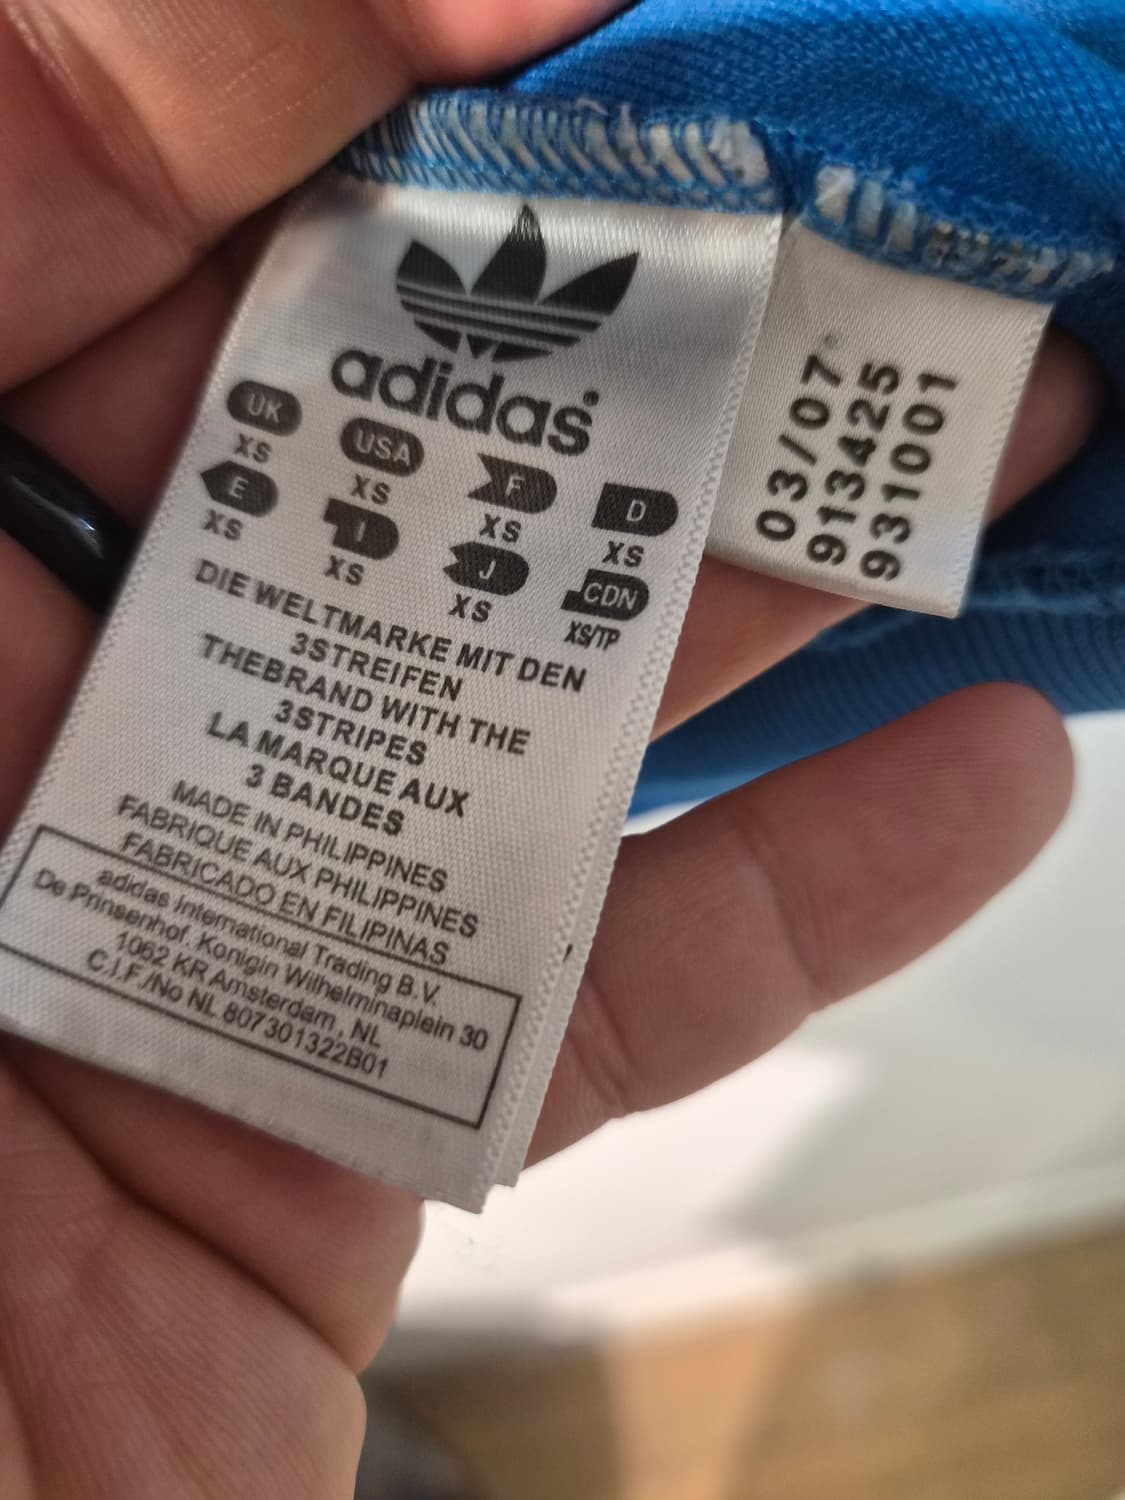 adidas
UK USA F D
XS XS XS XS
E I J CDN
XS XS XS XS/TP
DIE WELTMARKE MIT DEN
3STREIFEN
THEBRAND WITH THE
3STRIPES
LA MARQUE AUX
3 BANDES
MADE IN PHILIPPINES
FABRIQUE AUX PHILIPPINES
FABRICADO EN FILIPINAS
adidas International Trading B.V.
De Prinsenhof, Konigin Wilhelminaplein 30
1062 KR Amsterdam, NL
C.I.F./No NL 807301322B01
03/07
913425
931001